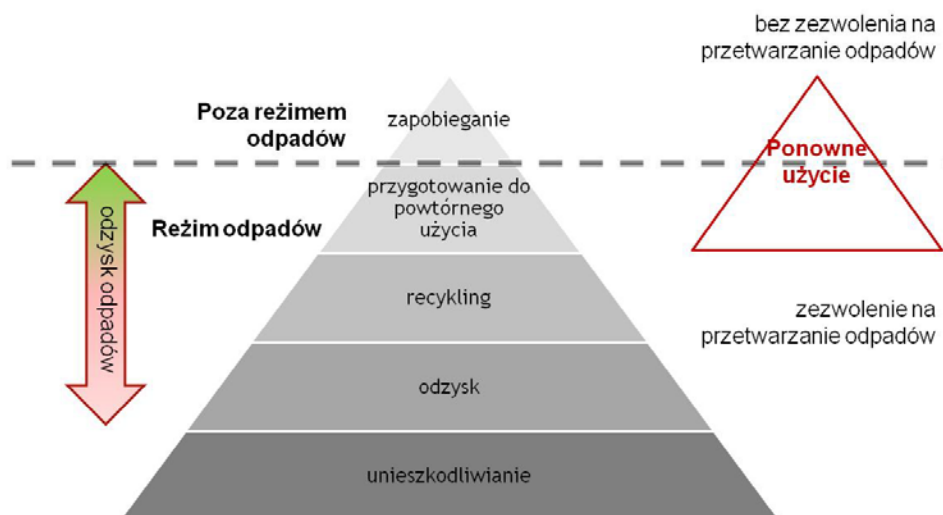 bez zezwolenia na
przetwarzanie odpadów
Poza reżimem
odpadów
zapobieganie
Ponowne
użycie
przygotowanie do
powtórnego
użycia
Reżim odpadów
odzysk odpadów
recykling
zezwolenie na
przetwarzanie odpadów
odzysk
unieszkodliwianie